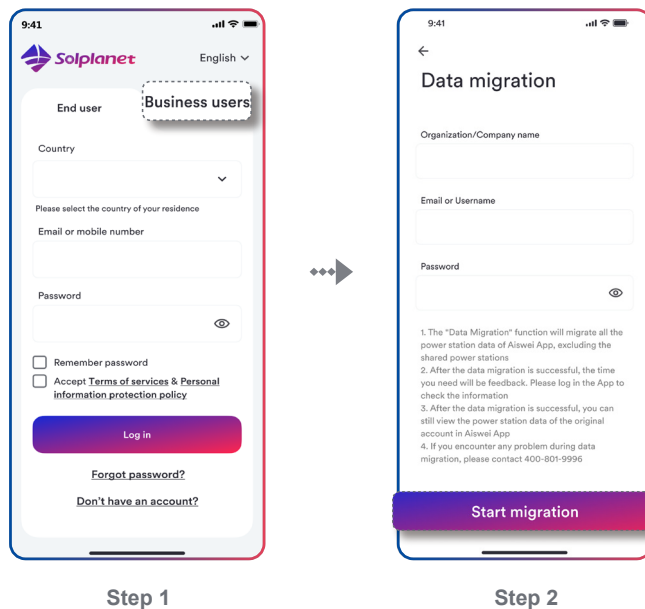 9:41
Solplanet
English
End user
Business users
Country
Please select the country of your residence
Email or mobile number
Password
Remember password
Accept Terms of services & Personal
information protection policy
Log in
Forgot password?
Don't have an account?
Step 1
9:41
Data migration
Organization/Company name
Email or Username
Password
1. The "Data Migration" function will migrate all the
power station data of Aiswei App, excluding the
shared power stations
2. After the data migration is successful, the time
you need will be feedback. Please log in the App to
check the information
3. After the data migration is successful, you can
still view the power station data of the original
account in Aiswei App
4. If you encounter any problem during data
migration, please contact 400-801-9996
Start migration
Step 2